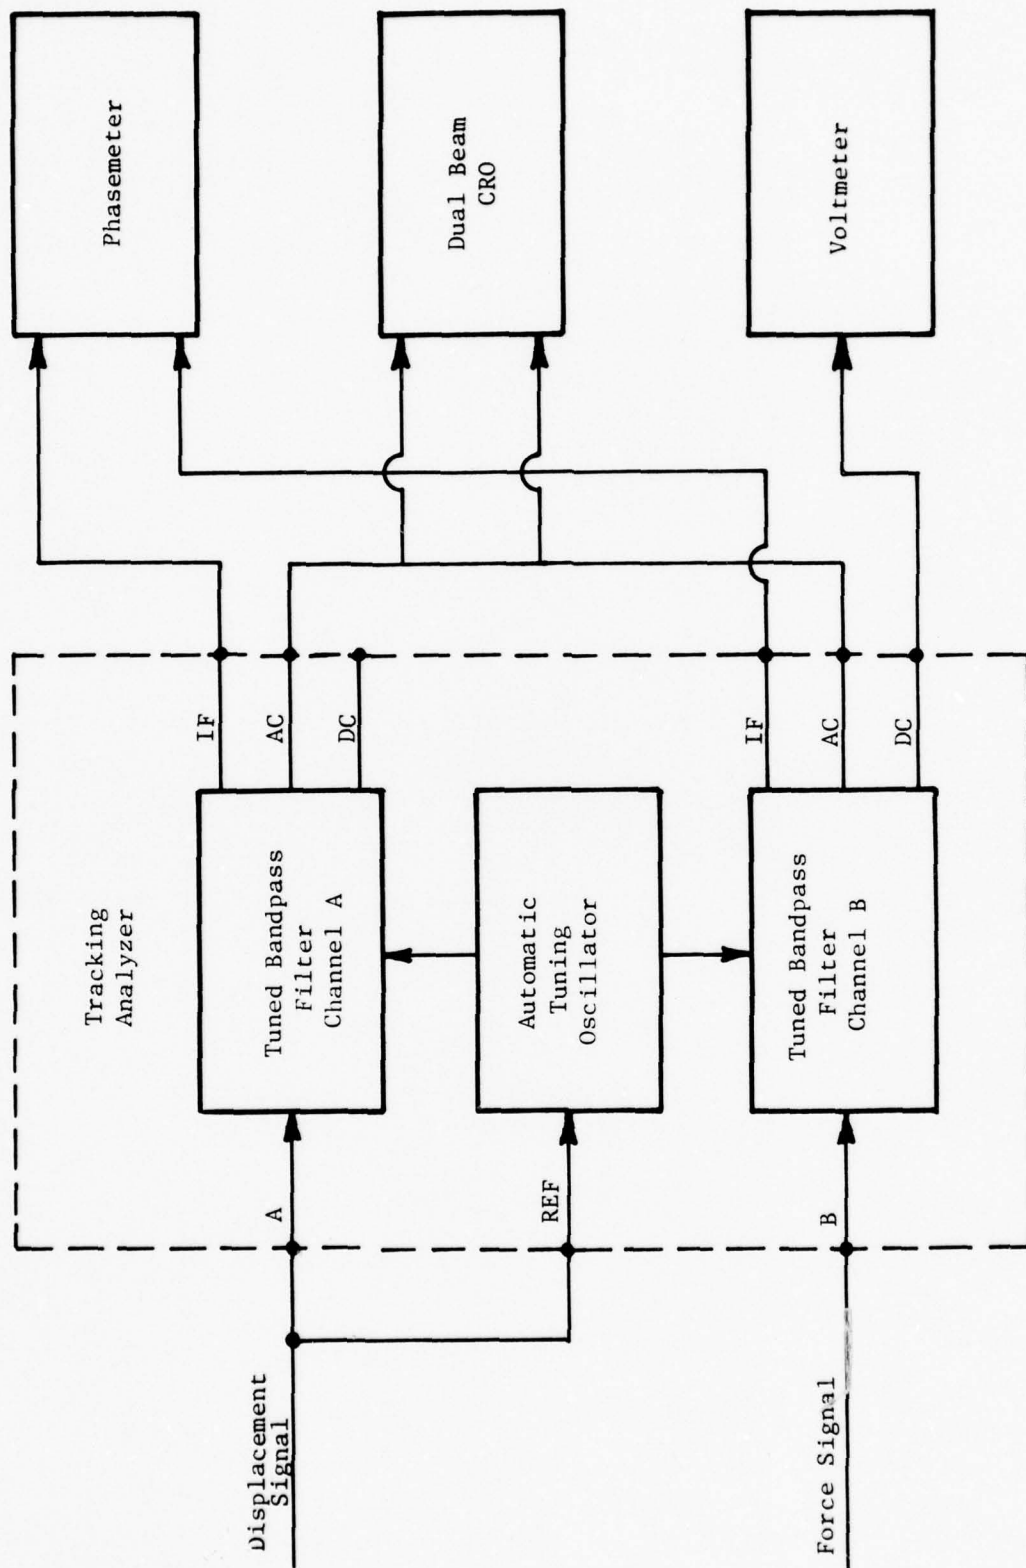 Phasemeter
Dual Beam
CRO
Voltmeter
Tracking
Analyzer
IF
AC
DC
Tuned Bandpass
Filter
Channel A
Automatic
Tuning
Oscillator
IF
AC
DC
Tuned Bandpass
Filter
Channel B
A
REF
B
Displacement
Signal
Force Signal